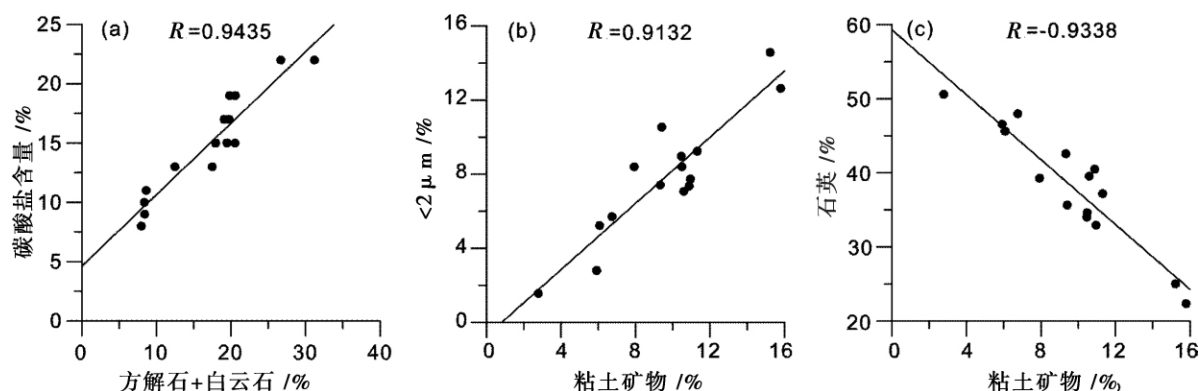 (a) R=0.9435
25
20
15
10
5
0
碳酸盐含量 /%
0 10 20 30 40
方解石+白云石 /%
(b) R=0.9132
16
12
8
4
0
<2μm /%
0 4 8 12 16
粘土矿物 /%
(c) R=-0.9338
60
50
40
30
20
石英 /%
0 4 8 12 16
粘土矿物 /%